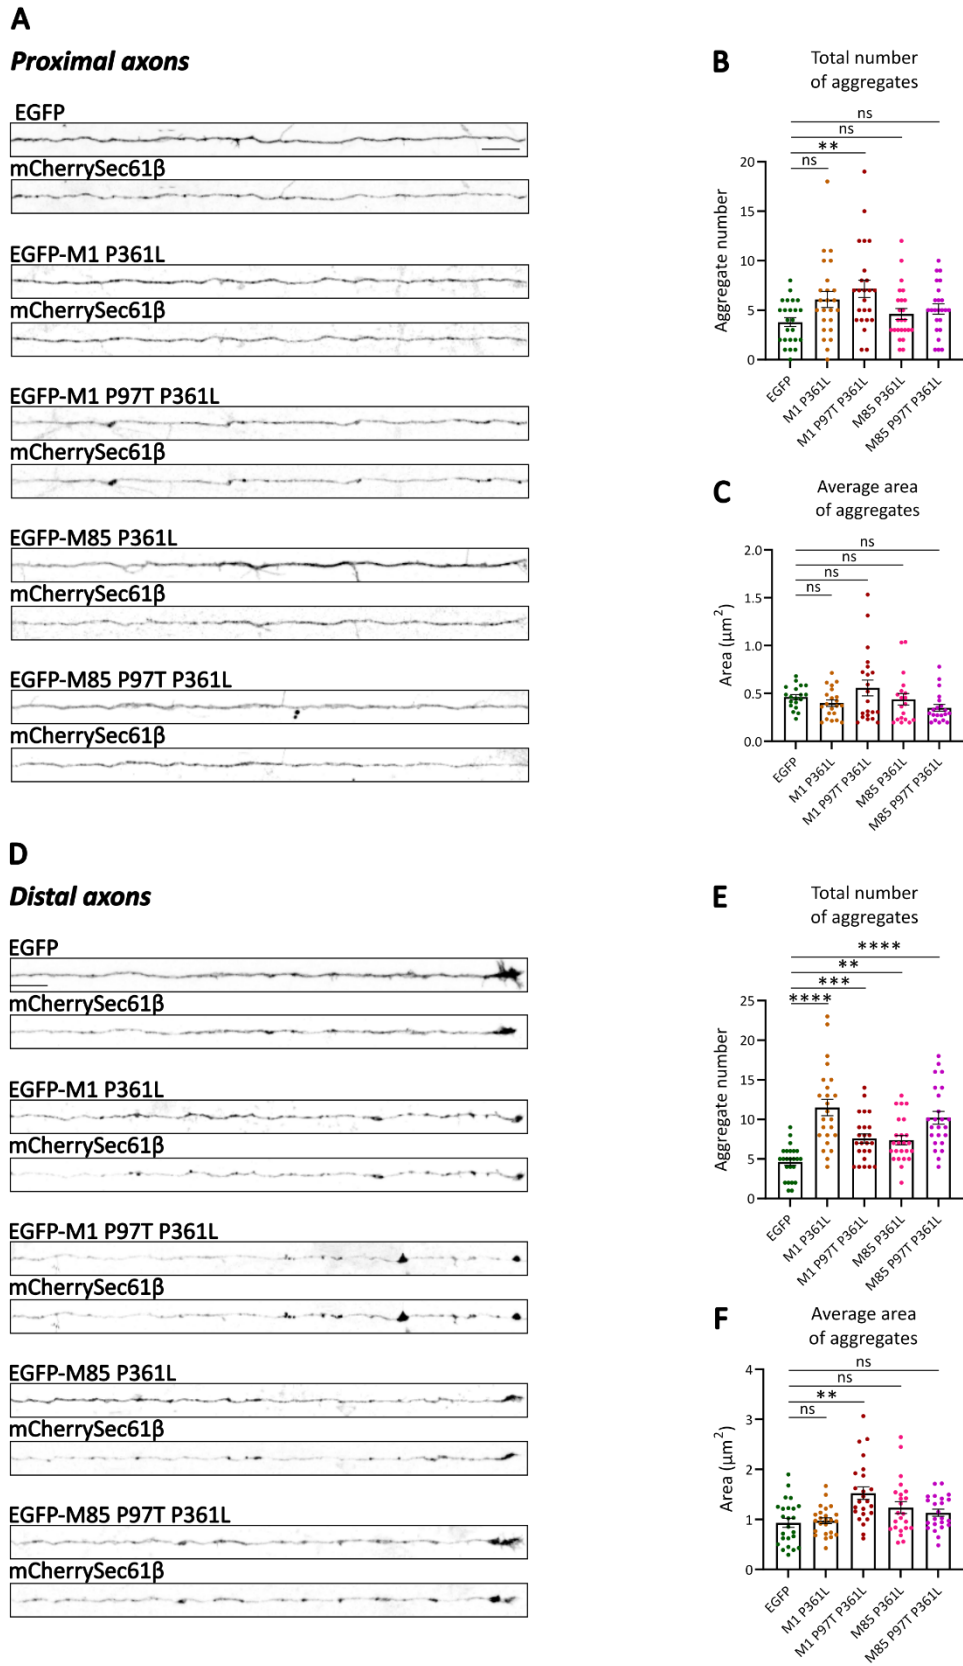 A
Proximal axons
EGFP
mCherrySec61β
EGFP-M1 P361L
mCherrySec61β
EGFP-M1 P97T P361L
mCherrySec61β
EGFP-M85 P361L
mCherrySec61β
EGFP-M85 P97T P361L
mCherrySec61β
B
Total number
of aggregates
ns
ns
**
ns
Aggregate number
20
15
10
5
0
EGFP
M1 P361L
M1 P97T P361L
M85 P361L
M85 P97T P361L
C
Average area
of aggregates
ns
ns
ns
ns
Area (µm²)
2.0
1.5
1.0
0.5
0.0
EGFP
M1 P361L
M1 P97T P361L
M85 P361L
M85 P97T P361L
D
Distal axons
EGFP
mCherrySec61β
EGFP-M1 P361L
mCherrySec61β
EGFP-M1 P97T P361L
mCherrySec61β
EGFP-M85 P361L
mCherrySec61β
EGFP-M85 P97T P361L
mCherrySec61β
E
Total number
of aggregates
****
**
***
****
Aggregate number
25
20
15
10
5
0
EGFP
M1 P361L
M1 P97T P361L
M85 P361L
M85 P97T P361L
F
Average area
of aggregates
ns
ns
**
ns
Area (µm²)
4
3
2
1
0
EGFP
M1 P361L
M1 P97T P361L
M85 P361L
M85 P97T P361L